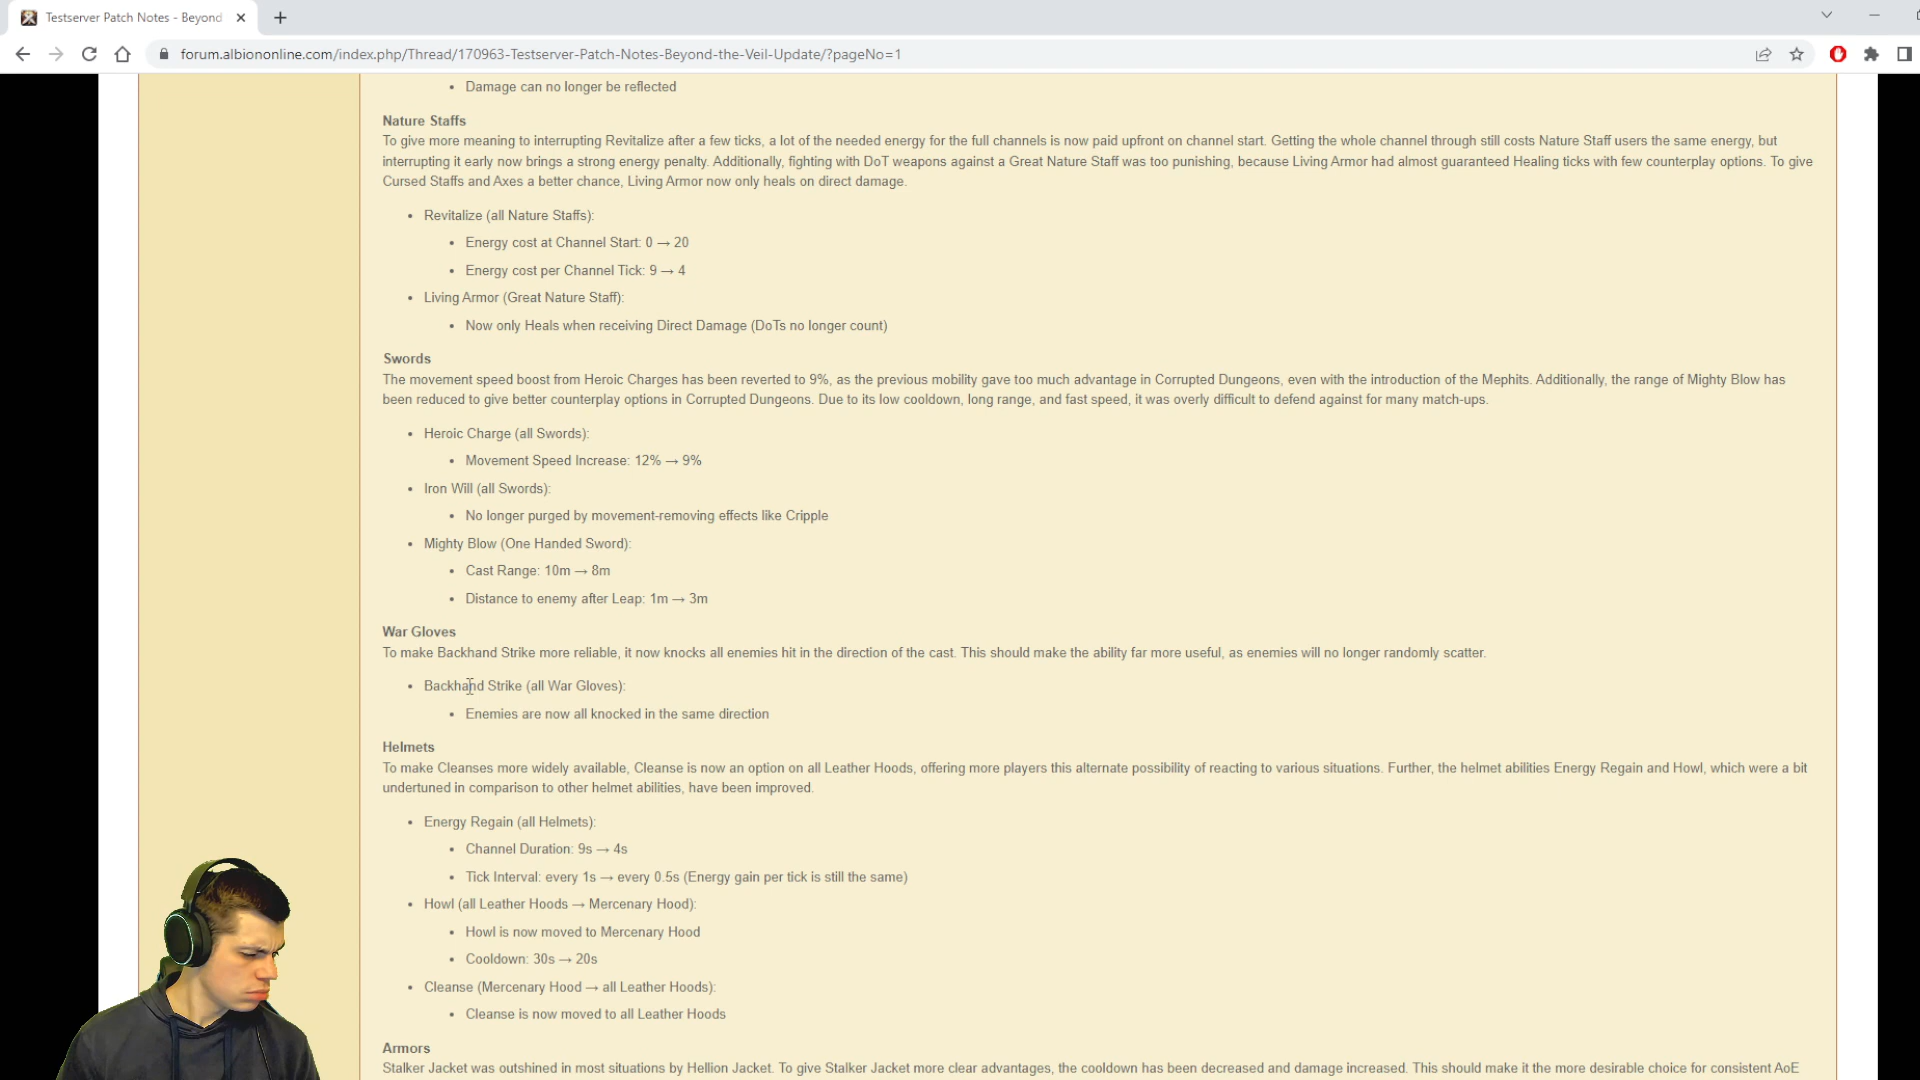 Testserver Patch Notes - Beyond
forum.albiononline.com/index.php/Thread/170963-Testserver-Patch-Notes-Beyond-the-Veil-Update/?pageNo=1
• Damage can no longer be reflected
Nature Staffs
To give more meaning to interrupting Revitalize after a few ticks, a lot of the needed energy for the full channels is now paid upfront on channel start. Getting the whole channel through still costs Nature Staff users the same energy, but
interrupting it early now brings a strong energy penalty. Additionally, fighting with DoT weapons against a Great Nature Staff was too punishing, because Living Armor had almost guaranteed Healing ticks with few counterplay options. To give
Cursed Staffs and Axes a better chance, Living Armor now only heals on direct damage.
• Revitalize (all Nature Staffs):
• Energy cost at Channel Start: 0 → 20
• Energy cost per Channel Tick: 9 → 4
• Living Armor (Great Nature Staff):
• Now only Heals when receiving Direct Damage (DoTs no longer count)
Swords
The movement speed boost from Heroic Charges has been reverted to 9%, as the previous mobility gave too much advantage in Corrupted Dungeons, even with the introduction of the Mephits. Additionally, the range of Mighty Blow has
been reduced to give better counterplay options in Corrupted Dungeons. Due to its low cooldown, long range, and fast speed, it was overly difficult to defend against for many match-ups.
• Heroic Charge (all Swords):
• Movement Speed Increase: 12% → 9%
• Iron Will (all Swords):
• No longer purged by movement-removing effects like Cripple
• Mighty Blow (One Handed Sword):
• Cast Range: 10m → 8m
• Distance to enemy after Leap: 1m → 3m
War Gloves
To make Backhand Strike more reliable, it now knocks all enemies hit in the direction of the cast. This should make the ability far more useful, as enemies will no longer randomly scatter.
• Backhand Strike (all War Gloves):
• Enemies are now all knocked in the same direction
Helmets
To make Cleanses more widely available, Cleanse is now an option on all Leather Hoods, offering more players this alternate possibility of reacting to various situations. Further, the helmet abilities Energy Regain and Howl, which were a bit
undertuned in comparison to other helmet abilities, have been improved.
• Energy Regain (all Helmets):
• Channel Duration: 9s → 4s
• Tick Interval: every 1s → every 0.5s (Energy gain per tick is still the same)
• Howl (all Leather Hoods → Mercenary Hood):
• Howl is now moved to Mercenary Hood
• Cooldown: 30s → 20s
• Cleanse (Mercenary Hood → all Leather Hoods):
• Cleanse is now moved to all Leather Hoods
Armors
Stalker Jacket was outshined in most situations by Hellion Jacket. To give Stalker Jacket more clear advantages, the cooldown has been decreased and damage increased. This should make it the more desirable choice for consistent AoE